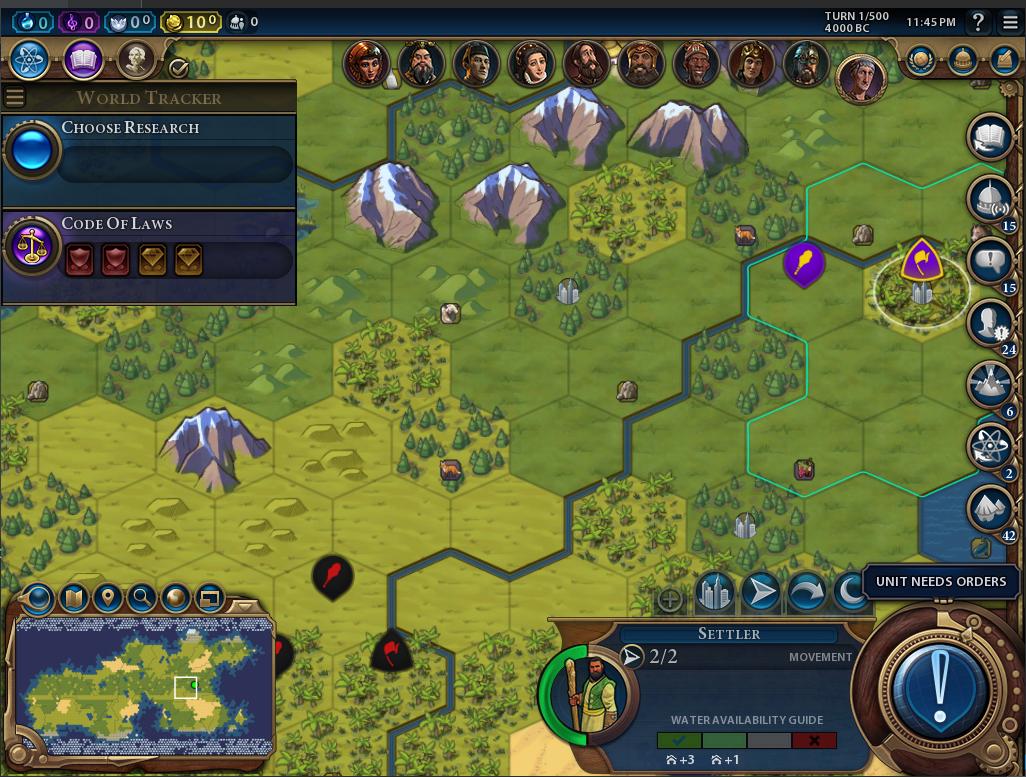 0 0 0 0 10 0 0
TURN 1/500
4000 BC
11:45 PM
?
WORLD TRACKER
CHOOSE RESEARCH
CODE OF LAWS
15
15
24
6
2
42
UNIT NEEDS ORDERS
SETTLER
2/2
MOVEMENT
WATER AVAILABILITY GUIDE
+3 +1